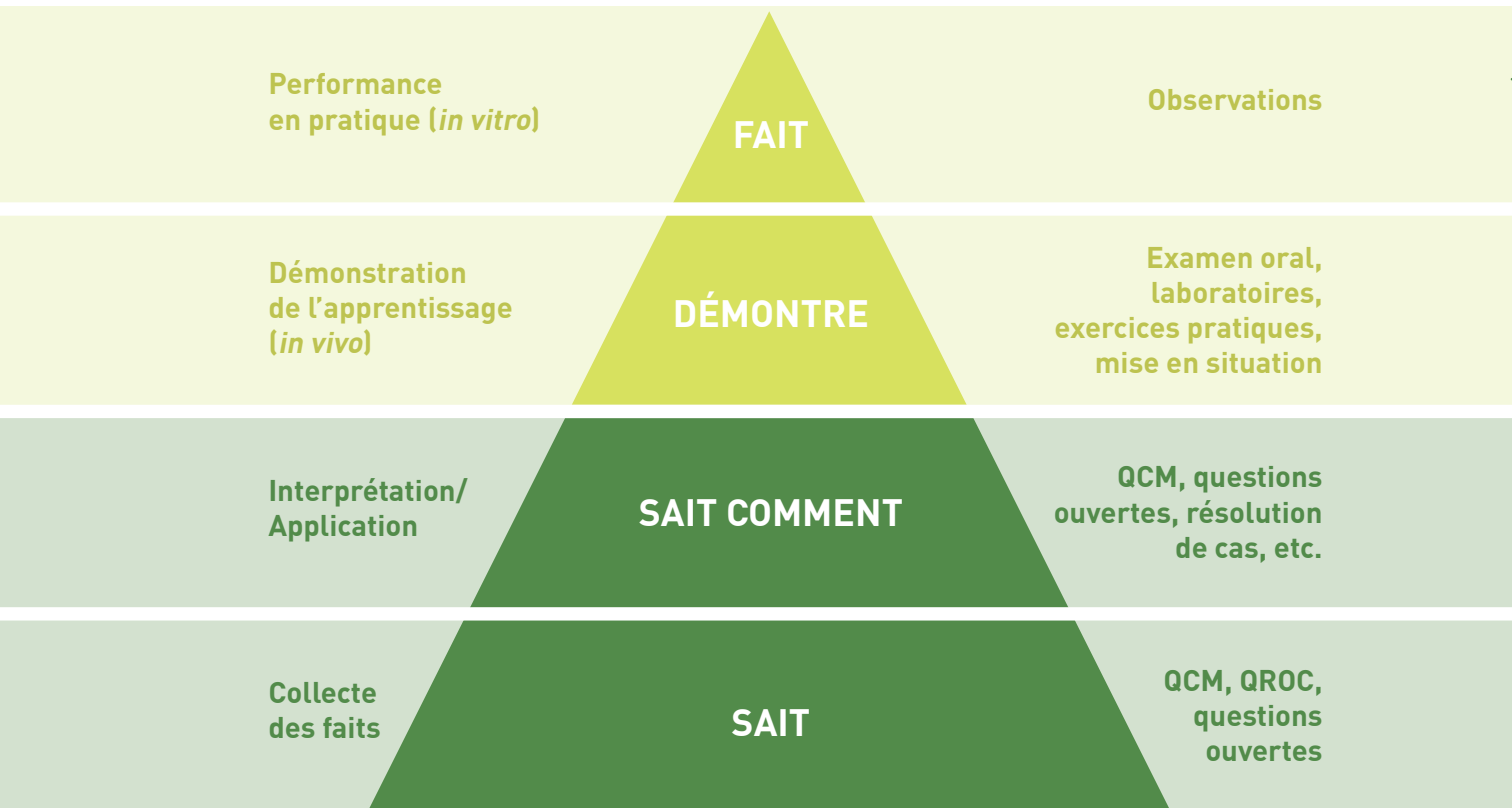 Performance
en pratique (in vitro)
FAIT
Observations
Démonstration
de l’apprentissage
(in vivo)
DÉMONTRE
Examen oral,
laboratoires,
exercices pratiques,
mise en situation
Interprétation/
Application
SAIT COMMENT
QCM, questions
ouvertes, résolution
de cas, etc.
Collecte
des faits
SAIT
QCM, QROC,
questions
ouvertes